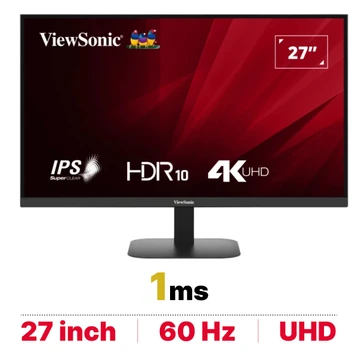 ViewSonic
27"
IPS HDR10 4K UHD
SuperCLEAR
ViewSonic
1ms
27 inch | 60 Hz | UHD